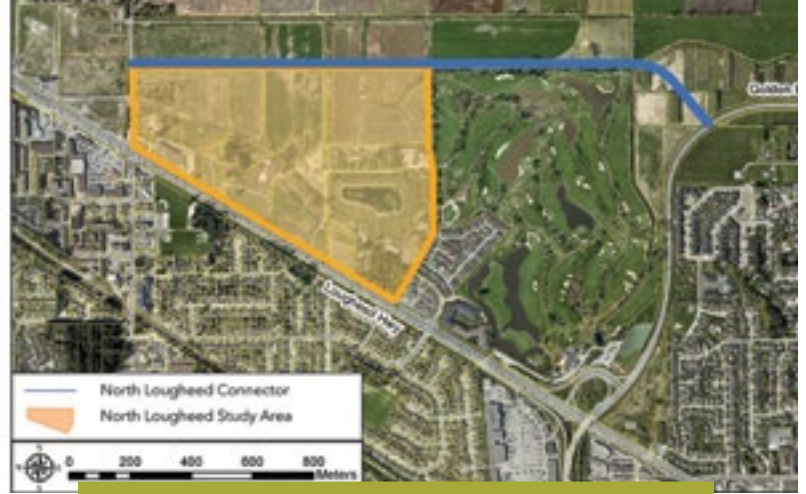 Golden
Lougheed Hwy
North Lougheed Connector
North Lougheed Study Area
N
0 200 400 600 800
Meters